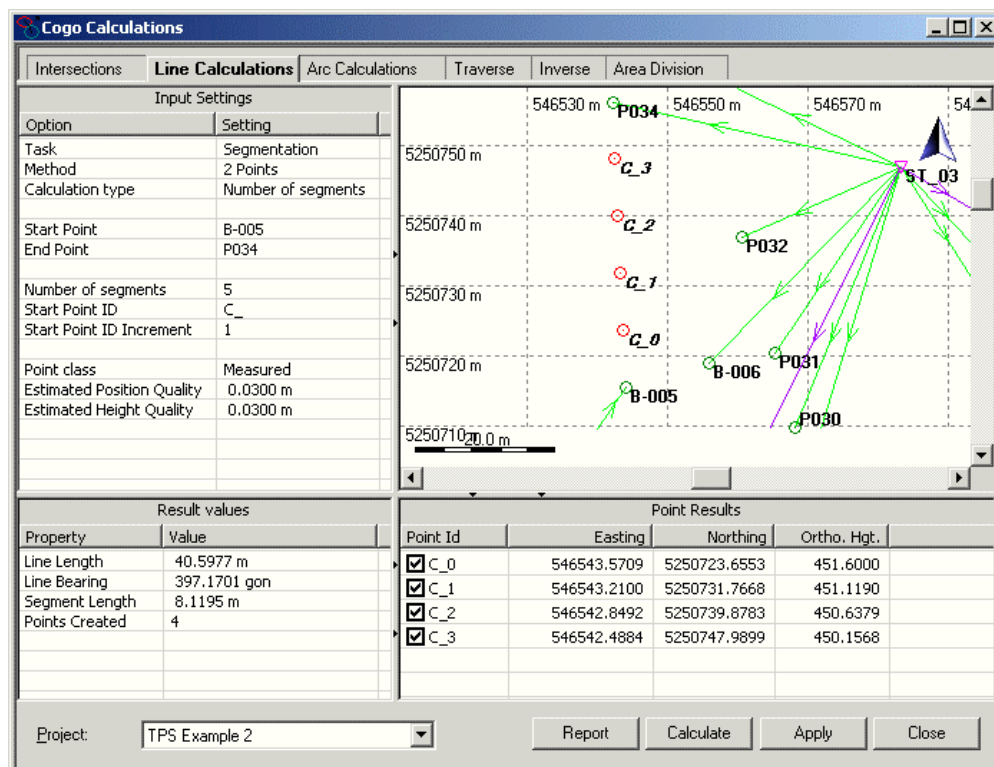 Cogo Calculations
Intersections Line Calculations Arc Calculations Traverse Inverse Area Division
Input Settings
Option Setting
Task Segmentation
Method 2 Points
Calculation type Number of segments
Start Point B-005
End Point P034
Number of segments 5
Start Point ID C_
Start Point ID Increment 1
Point class Measured
Estimated Position Quality 0.0300 m
Estimated Height Quality 0.0300 m
546530 m 546550 m 546570 m 54
P034
5250750 m
C_3
ST_03
5250740 m
C_2
P032
5250730 m
C_1
C_0
5250720 m
P031
B-006
B-005
P030
5250710 m
20.0 m
Result values
Property Value
Line Length 40.5977 m
Line Bearing 397.1701 gon
Segment Length 8.1195 m
Points Created 4
Point Results
Point Id Easting Northing Ortho. Hgt.
C_0 546543.5709 5250723.6553 451.6000
C_1 546543.2100 5250731.7668 451.1190
C_2 546542.8492 5250739.8783 450.6379
C_3 546542.4884 5250747.9899 450.1568
Project: TPS Example 2 Report Calculate Apply Close